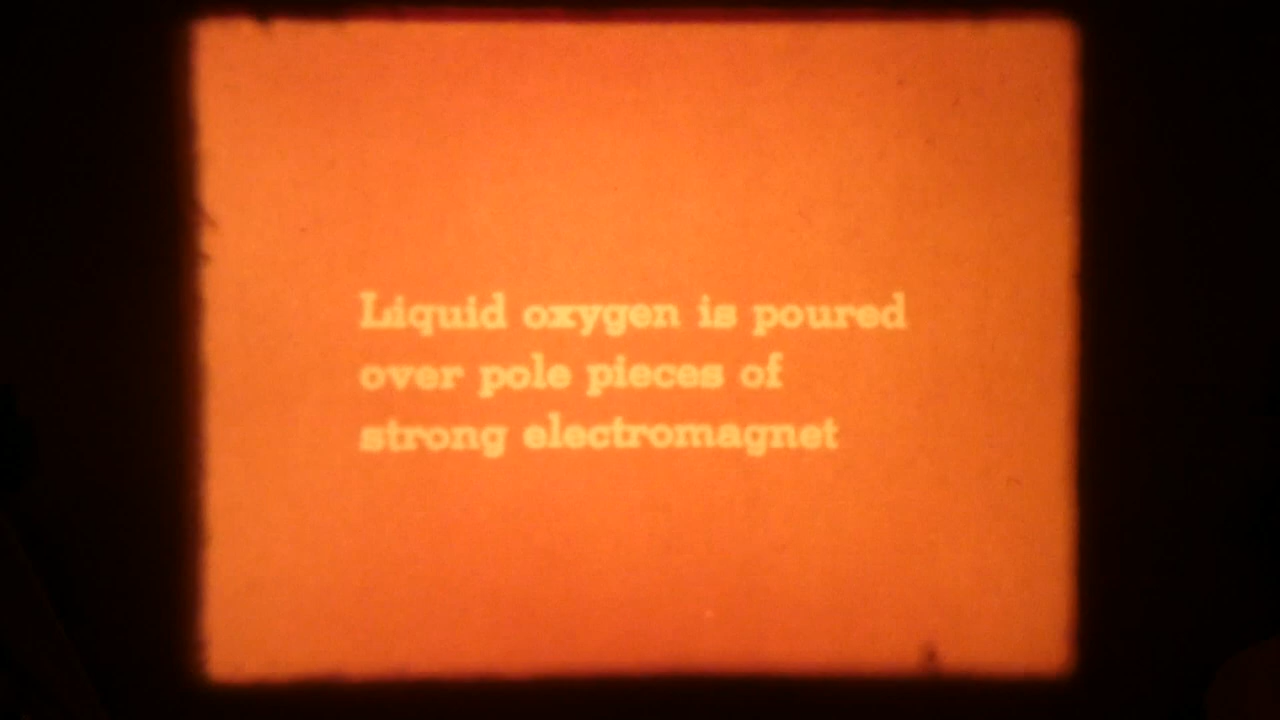 Liquid oxygen is poured
over pole pieces of
strong electromagnet